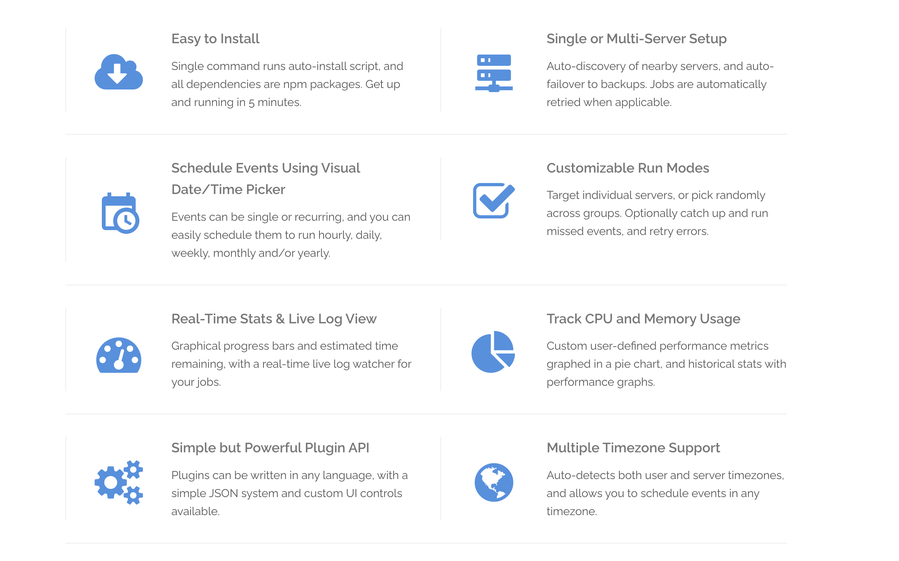 Easy to Install
Single command runs auto-install script, and
all dependencies are npm packages. Get up
and running in 5 minutes.
Single or Multi-Server Setup
Auto-discovery of nearby servers, and auto-
failover to backups. Jobs are automatically
retried when applicable.
Schedule Events Using Visual
Date/Time Picker
Events can be single or recurring, and you can
easily schedule them to run hourly, daily,
weekly, monthly and/or yearly.
Customizable Run Modes
Target individual servers, or pick randomly
across groups. Optionally catch up and run
missed events, and retry errors.
Real-Time Stats & Live Log View
Graphical progress bars and estimated time
remaining, with a real-time live log watcher for
your jobs.
Track CPU and Memory Usage
Custom user-defined performance metrics
graphed in a pie chart, and historical stats with
performance graphs.
Simple but Powerful Plugin API
Plugins can be written in any language, with a
simple JSON system and custom UI controls
available.
Multiple Timezone Support
Auto-detects both user and server timezones,
and allows you to schedule events in any
timezone.